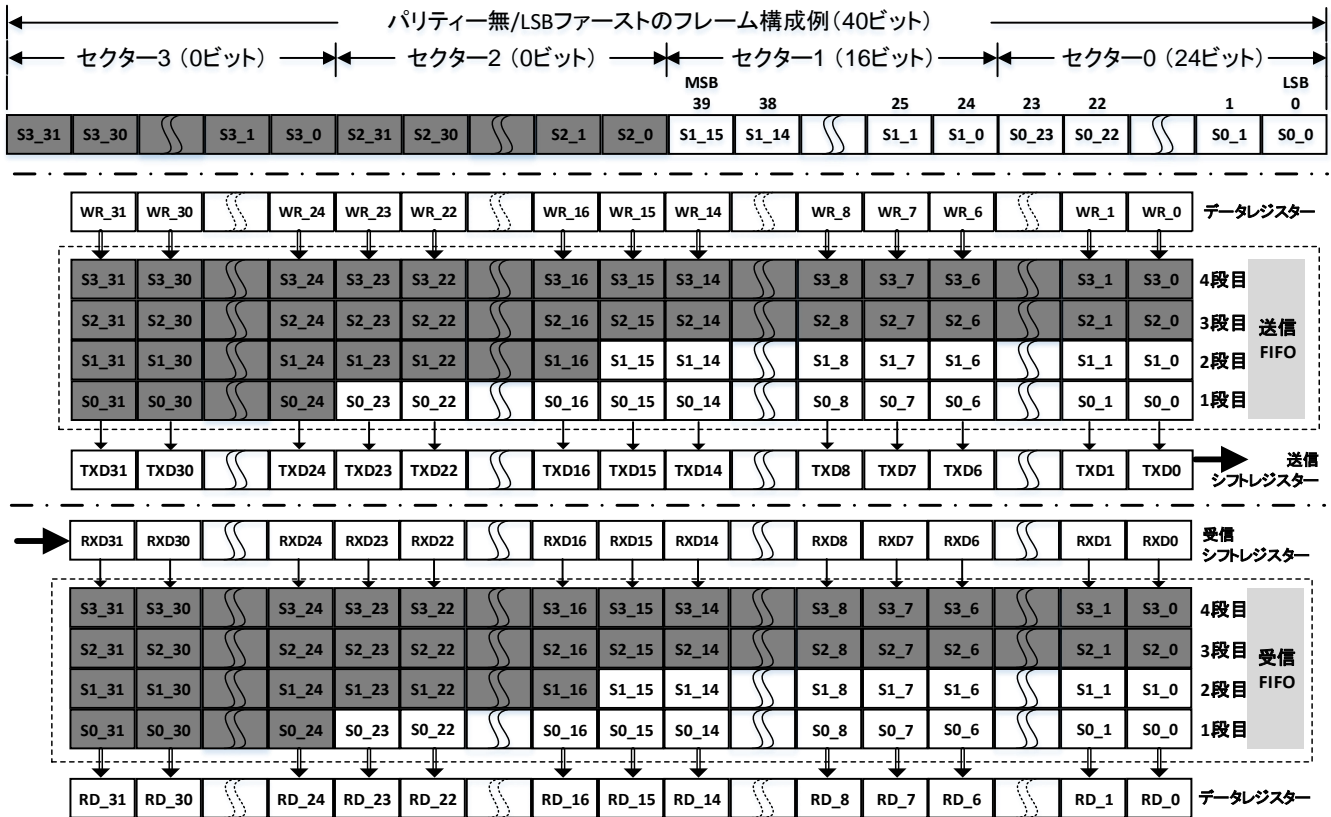 パリティー無/LSBファーストのフレーム構成例(40ビット)
セクター3 (0ビット) セクター2 (0ビット) セクター1 (16ビット) セクター0 (24ビット)
MSB LSB
39 38 25 24 23 22 1 0
S3_31 S3_30 S3_1 S3_0 S2_31 S2_30 S2_1 S2_0 S1_15 S1_14 S1_1 S1_0 S0_23 S0_22 S0_1 S0_0
WR_31 WR_30 WR_24 WR_23 WR_22 WR_16 WR_15 WR_14 WR_8 WR_7 WR_6 WR_1 WR_0 データレジスター
S3_31 S3_30 S3_24 S3_23 S3_22 S3_16 S3_15 S3_14 S3_8 S3_7 S3_6 S3_1 S3_0 4段目
S2_31 S2_30 S2_24 S2_23 S2_22 S2_16 S2_15 S2_14 S2_8 S2_7 S2_6 S2_1 S2_0 3段目
S1_31 S1_30 S1_24 S1_23 S1_22 S1_16 S1_15 S1_14 S1_8 S1_7 S1_6 S1_1 S1_0 2段目
S0_31 S0_30 S0_24 S0_23 S0_22 S0_16 S0_15 S0_14 S0_8 S0_7 S0_6 S0_1 S0_0 1段目
送信
FIFO
TXD31 TXD30 TXD24 TXD23 TXD22 TXD16 TXD15 TXD14 TXD8 TXD7 TXD6 TXD1 TXD0
送信
シフトレジスター
RXD31 RXD30 RXD24 RXD23 RXD22 RXD16 RXD15 RXD14 RXD8 RXD7 RXD6 RXD1 RXD0
受信
シフトレジスター
S3_31 S3_30 S3_24 S3_23 S3_22 S3_16 S3_15 S3_14 S3_8 S3_7 S3_6 S3_1 S3_0 4段目
S2_31 S2_30 S2_24 S2_23 S2_22 S2_16 S2_15 S2_14 S2_8 S2_7 S2_6 S2_1 S2_0 3段目
S1_31 S1_30 S1_24 S1_23 S1_22 S1_16 S1_15 S1_14 S1_8 S1_7 S1_6 S1_1 S1_0 2段目
S0_31 S0_30 S0_24 S0_23 S0_22 S0_16 S0_15 S0_14 S0_8 S0_7 S0_6 S0_1 S0_0 1段目
受信
FIFO
RD_31 RD_30 RD_24 RD_23 RD_22 RD_16 RD_15 RD_14 RD_8 RD_7 RD_6 RD_1 RD_0 データレジスター